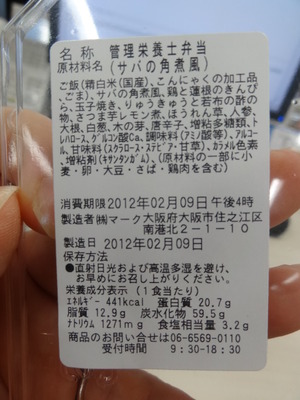 名 称 管理栄養士弁当
原材料名 (サバの角煮風)
ご飯(精白米(国産)、こんにゃくの加工品
、ごま)、サバの角煮風、鶏と蓮根のきんぴ
ら、玉子焼き、りゅうきゅうと若布の酢の
物、さつま芋レモン煮、ほうれん草、人参、
大根、白葱、木の芽、唐辛子、増粘多糖類、ト
レハロース、グルコン酸Ca、調味料(アミノ酸等)、アルコー
ル、甘味料(スクラロース・ステビア・甘草)、カラメル色素
、増粘剤(キサンタンガム)、(原材料の一部に小
麦・卵・大豆・さば・鶏肉を含む)
消費期限2012年02月09日 午後4時
製造者㈱マーク大阪府大阪市住之江区
南港北2-1-10
製造日 2012年02月09日
保存方法
●直射日光および高温多湿を避け、
お早めにお召し上がりください。
栄養成分表示(1食当たり)
エネルギー 441kcal 蛋白質 20.7g
脂質 12.9g 炭水化物 59.5g
ナトリウム 1271mg 食塩相当量 3.2g
商品のお問い合せ 06-6569-0110
受付時間 9:30-18:30